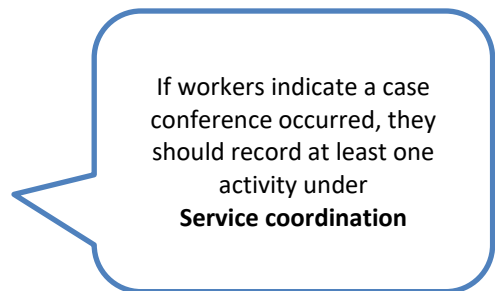 If workers indicate a case
conference occurred, they
should record at least one
activity under
Service coordination